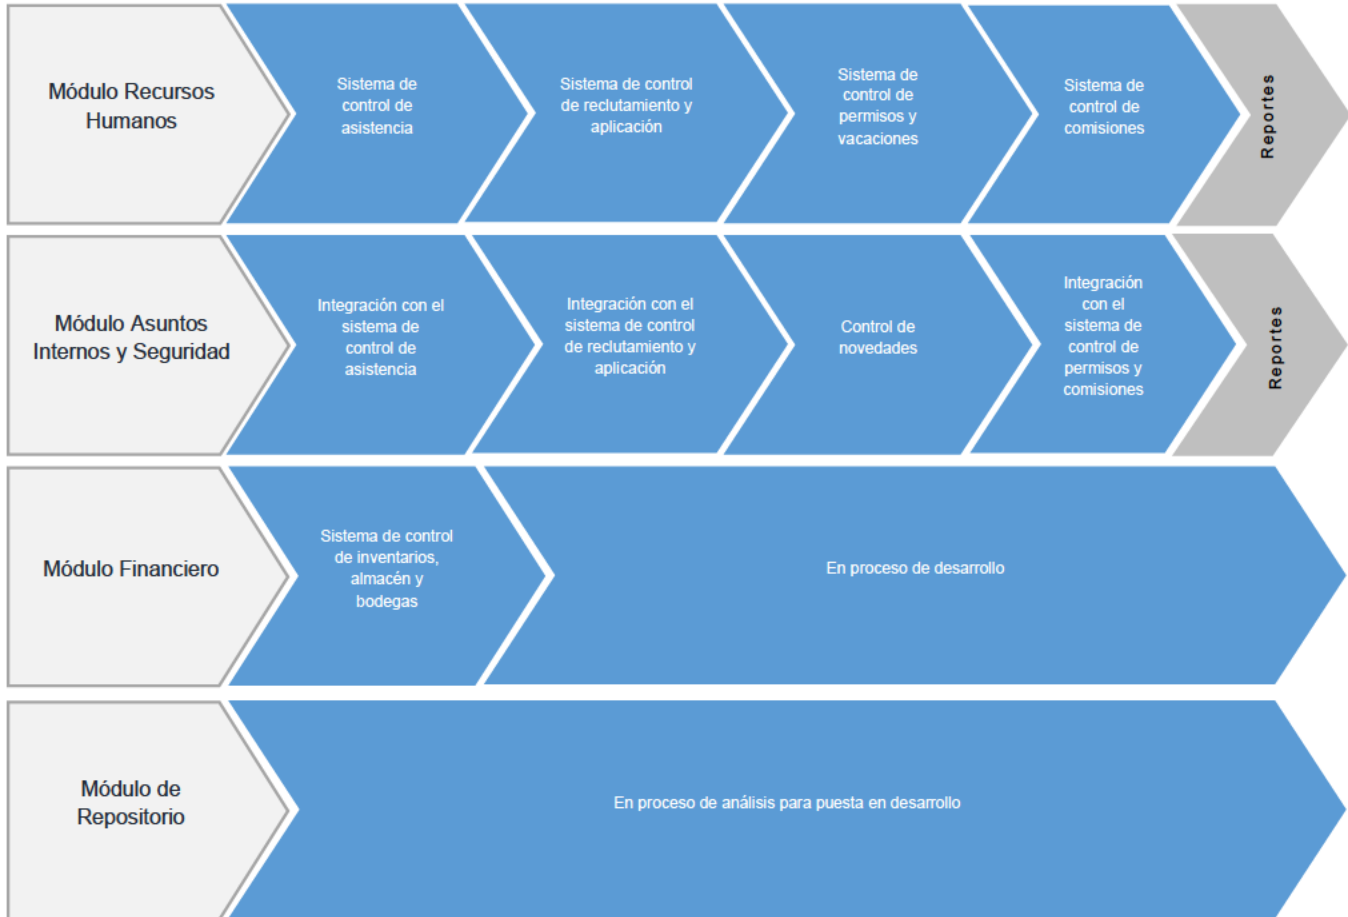 Módulo Recursos
Humanos
Sistema de
control de
asistencia
Sistema de control
de reclutamiento y
aplicación
Sistema de
control de
permisos y
vacaciones
Sistema de
control de
comisiones
Reportes
Módulo Asuntos
Internos y Seguridad
Integración con el
sistema de
control de
asistencia
Integración con el
sistema de control
de reclutamiento y
aplicación
Control de
novedades
Integración
con el
sistema de
control de
permisos y
comisiones
Reportes
Módulo Financiero
Sistema de control
de inventarios,
almacén y
bodegas
En proceso de desarrollo
Módulo de
Repositorio
En proceso de análisis para puesta en desarrollo